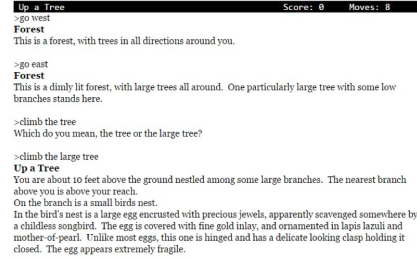 Up a Tree Score: 0 Moves: 8
>go west
Forest
This is a forest, with trees in all directions around you.
>go east
Forest
This is a dimly lit forest, with large trees all around. One particularly large tree with some low
branches stands here.
>climb the tree
Which do you mean, the tree or the large tree?
>climb the large tree
Up a Tree
You are about 10 feet above the ground nestled among some large branches. The nearest branch
above you is above your reach.
On the branch is a small birds nest.
In the bird's nest is a large egg encrusted with precious jewels, apparently scavenged somewhere by
a childless songbird. The egg is covered with fine gold inlay, and ornamented in lapis lazuli and
mother-of-pearl. Unlike most eggs, this one is hinged and has a delicate looking clasp holding it
closed. The egg appears extremely fragile.